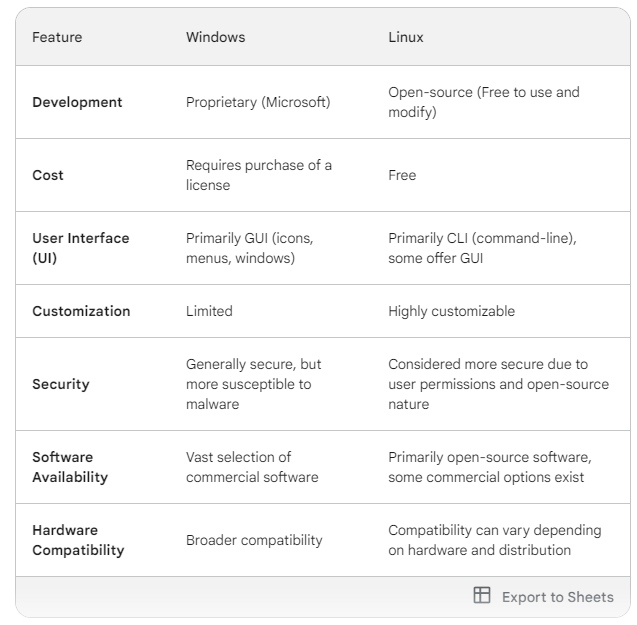 Feature Windows Linux
Development Proprietary (Microsoft) Open-source (Free to use and
modify)
Cost Requires purchase of a
license Free
User Interface
(UI) Primarily GUI (icons,
menus, windows) Primarily CLI (command-line),
some offer GUI
Customization Limited Highly customizable
Security Generally secure, but
more susceptible to
malware Considered more secure due to
user permissions and open-source
nature
Software
Availability Vast selection of
commercial software Primarily open-source software,
some commercial options exist
Hardware
Compatibility Broader compatibility Compatibility can vary depending
on hardware and distribution
Export to Sheets